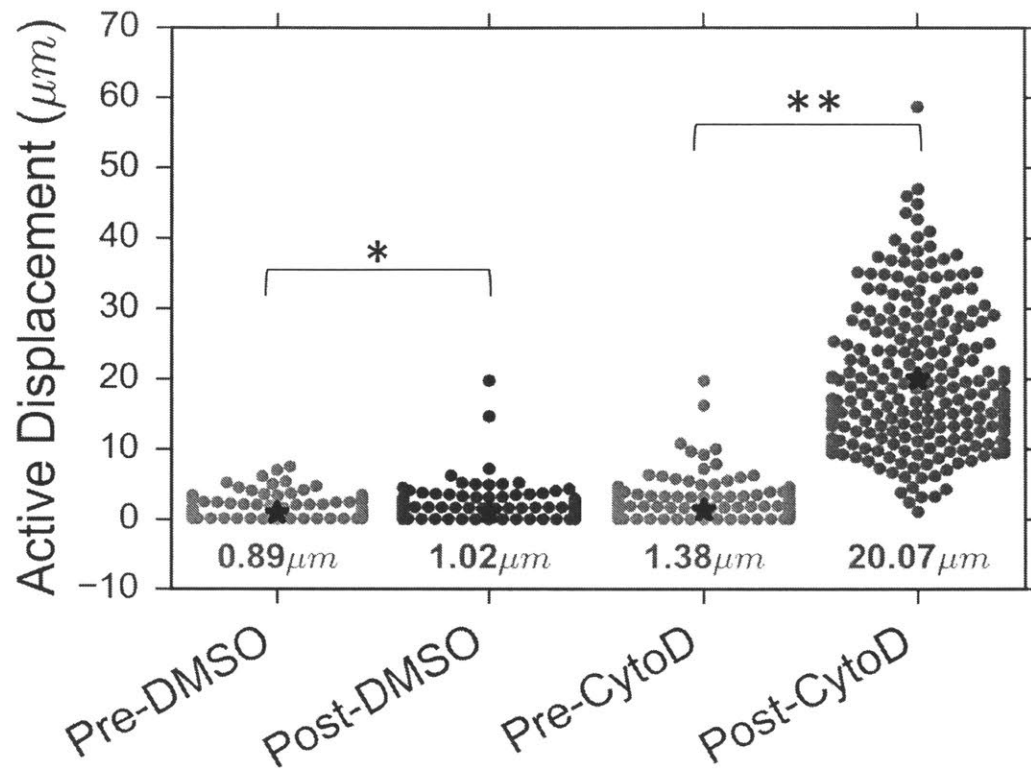 Active Displacement (μm)
70
60
50
40
30
20
10
0
−10
*
**
0.89μm
1.02μm
1.38μm
20.07μm
Pre-DMSO
Post-DMSO
Pre-CytoD
Post-CytoD